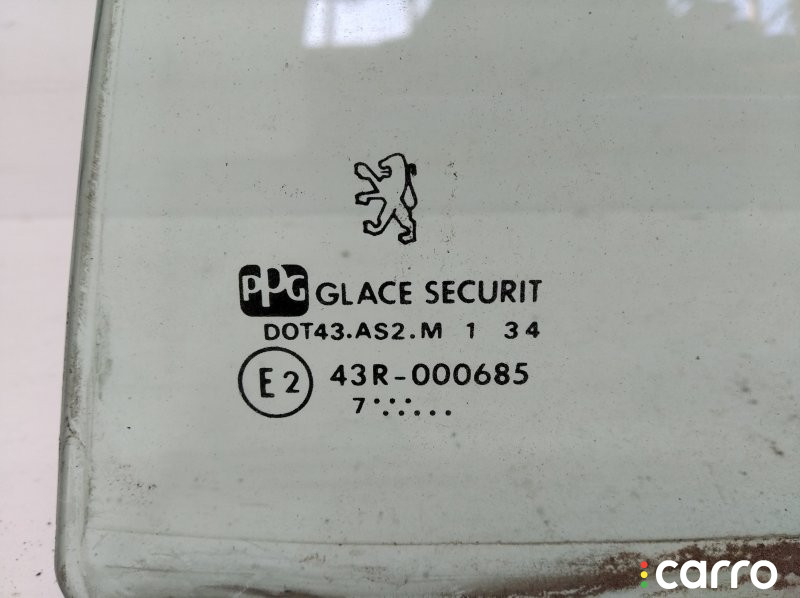 PPG GLACE SECURIT
DOT43.AS2.M 1 34
E2 43R-000685
7
carro